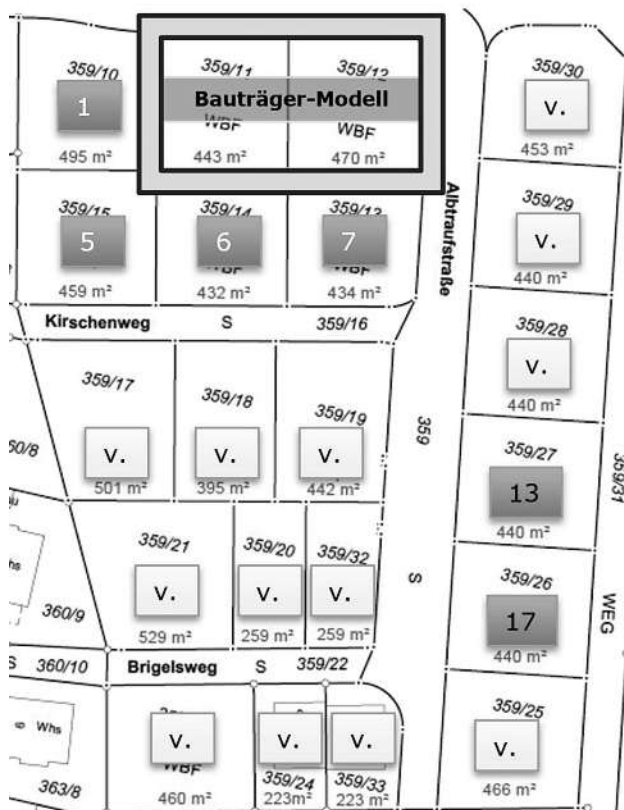 359/10
359/11
359/12
1
Bauträger-Modell
WBF
WBF
495 m²
443 m²
470 m²
359/30
v.
453 m²
359/15
359/14
359/13
5
6
7
WBF
WBF
459 m²
432 m²
434 m²
Albtraufstraße
359/29
v.
440 m²
Kirschenweg
S
359/16
359/28
v.
440 m²
359/17
359/18
359/19
v.
v.
v.
501 m²
395 m²
442 m²
359
60/8
359/27
13
440 m²
359/31
359/21
359/20
359/32
v.
v.
v.
529 m²
259 m²
259 m²
360/9
S
359/26
17
440 m²
WEG
S
360/10
Brigelsweg
S
359/22
Whs
v.
v.
v.
WBF
460 m²
359/24
359/33
223m²
223 m²
363/8
359/25
v.
466 m²